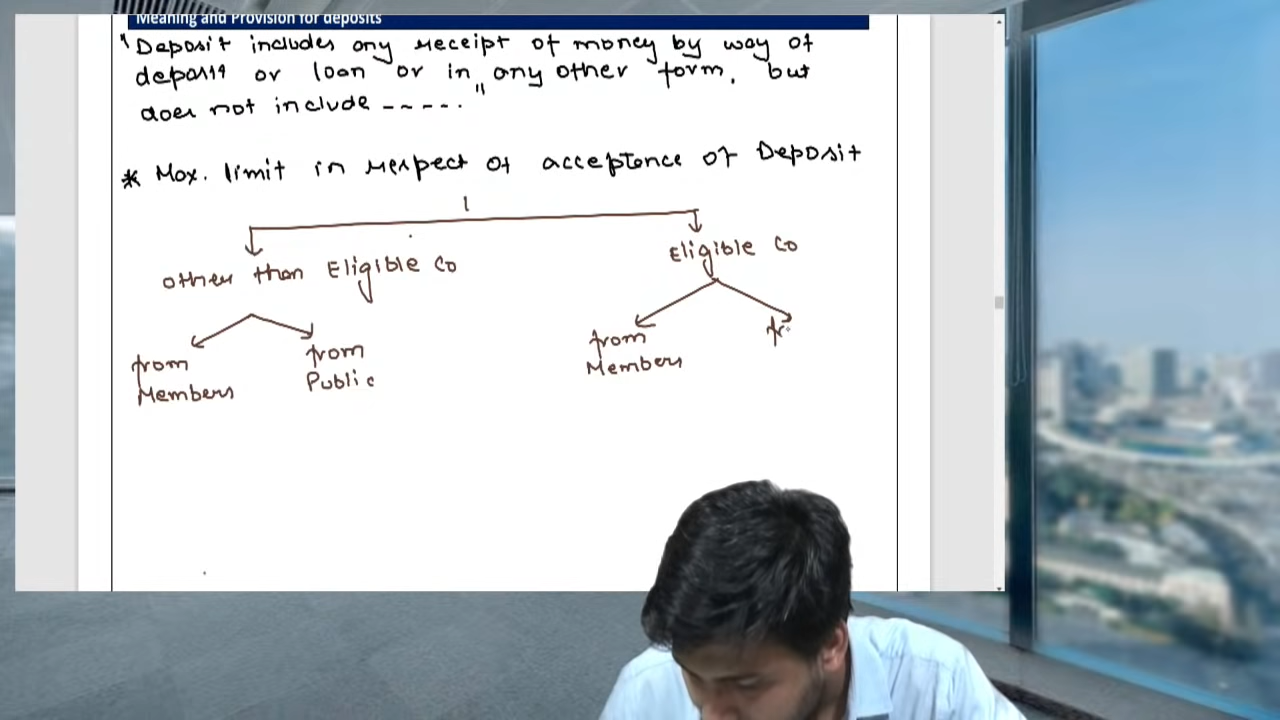 Meaning and Provision for deposits
"Deposit includes any receipt of money by way of
deposit or loan or in any other form, but
does not include -----."
* Max. limit in respect of acceptance of Deposit
Other than Eligible Co
Eligible Co
from
Members
from
Public
from
Members
fr